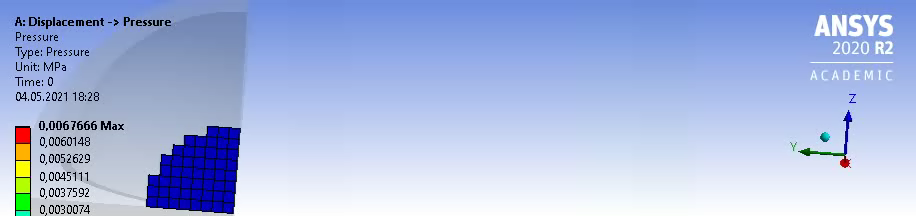 A: Displacement -> Pressure
Pressure
Type: Pressure
Unit: MPa
Time: 0
04.05.2021 18:28
0,0067666 Max
0,0060148
0,0052629
0,0045111
0,0037592
0,0030074
ANSYS
2020 R2
ACADEMIC
Z
Y